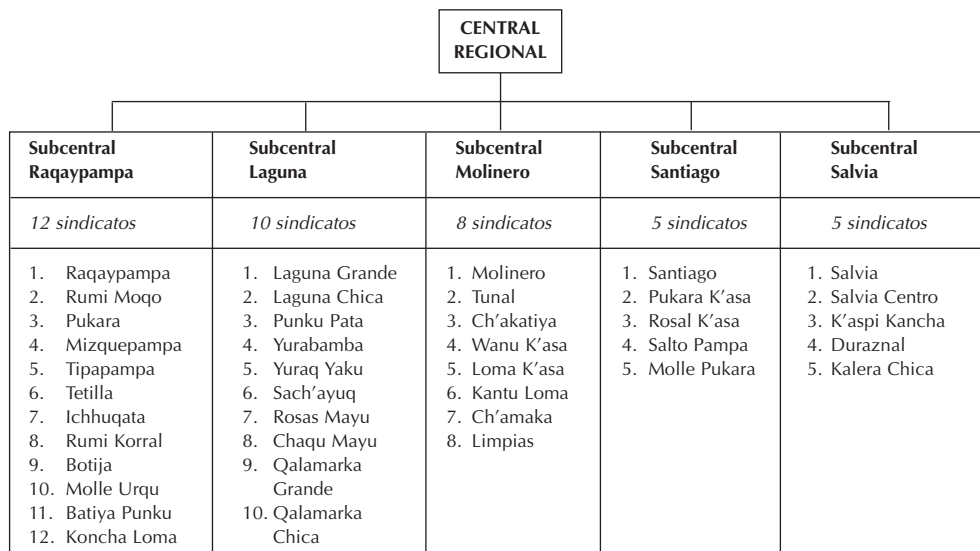 CENTRAL
REGIONAL
Subcentral
Raqaypampa
12 sindicatos
1. Raqaypampa
2. Rumi Moqo
3. Pukara
4. Mizquepampa
5. Tipapampa
6. Tetilla
7. Ichhuqata
8. Rumi Korral
9. Botija
10. Molle Urqu
11. Batiya Punku
12. Koncha Loma
Subcentral
Laguna
10 sindicatos
1. Laguna Grande
2. Laguna Chica
3. Punku Pata
4. Yurabamba
5. Yuraq Yaku
6. Sach'ayuq
7. Rosas Mayu
8. Chaqu Mayu
9. Qalamarka
Grande
10. Qalamarka
Chica
Subcentral
Molinero
8 sindicatos
1. Molinero
2. Tunal
3. Ch'akatiya
4. Wanu K'asa
5. Loma K'asa
6. Kantu Loma
7. Ch'amaka
8. Limpias
Subcentral
Santiago
5 sindicatos
1. Santiago
2. Pukara K'asa
3. Rosal K'asa
4. Salto Pampa
5. Molle Pukara
Subcentral
Salvia
5 sindicatos
1. Salvia
2. Salvia Centro
3. K'aspi Kancha
4. Duraznal
5. Kalera Chica